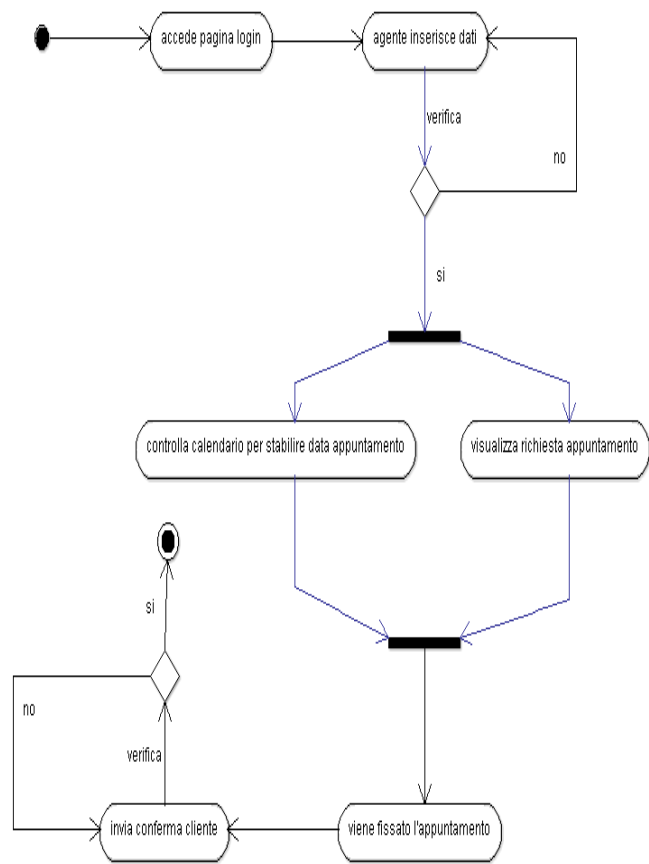 accede pagina login
agente inserisce dati
verifica
no
si
controlla calendario per stabilire data appuntamento
visualizza richiesta appuntamento
si
no
verifica
invia conferma cliente
viene fissato l'appuntamento